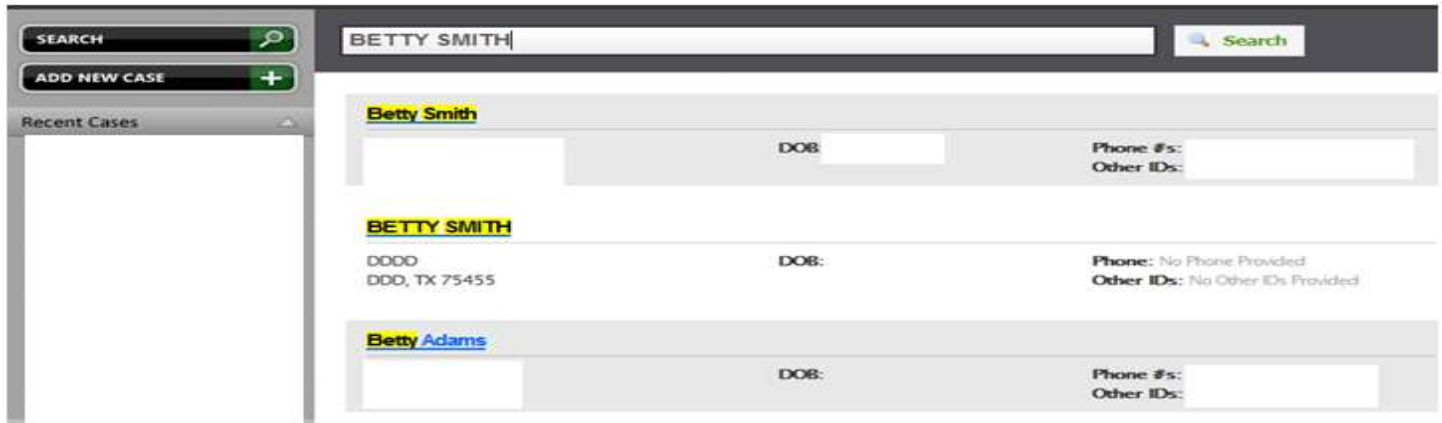 SEARCH
ADD NEW CASE
Recent Cases
BETTY SMITH
Search
Betty Smith
DOB
Phone #s:
Other IDs:
BETTY SMITH
DDDD
DDD, TX 75455
DOB:
Phone: No Phone Provided
Other IDs: No Other IDs Provided
Betty Adams
DOB:
Phone #s:
Other IDs: